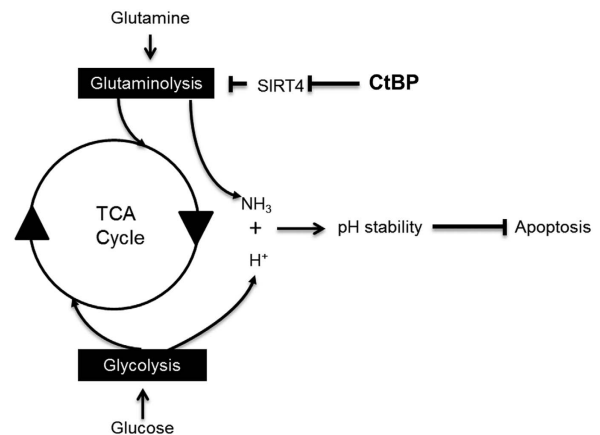 Glutamine
Glutaminolysis
SIRT4
CtBP
TCA
Cycle
NH₃
+
H⁺
pH stability
Apoptosis
Glycolysis
Glucose